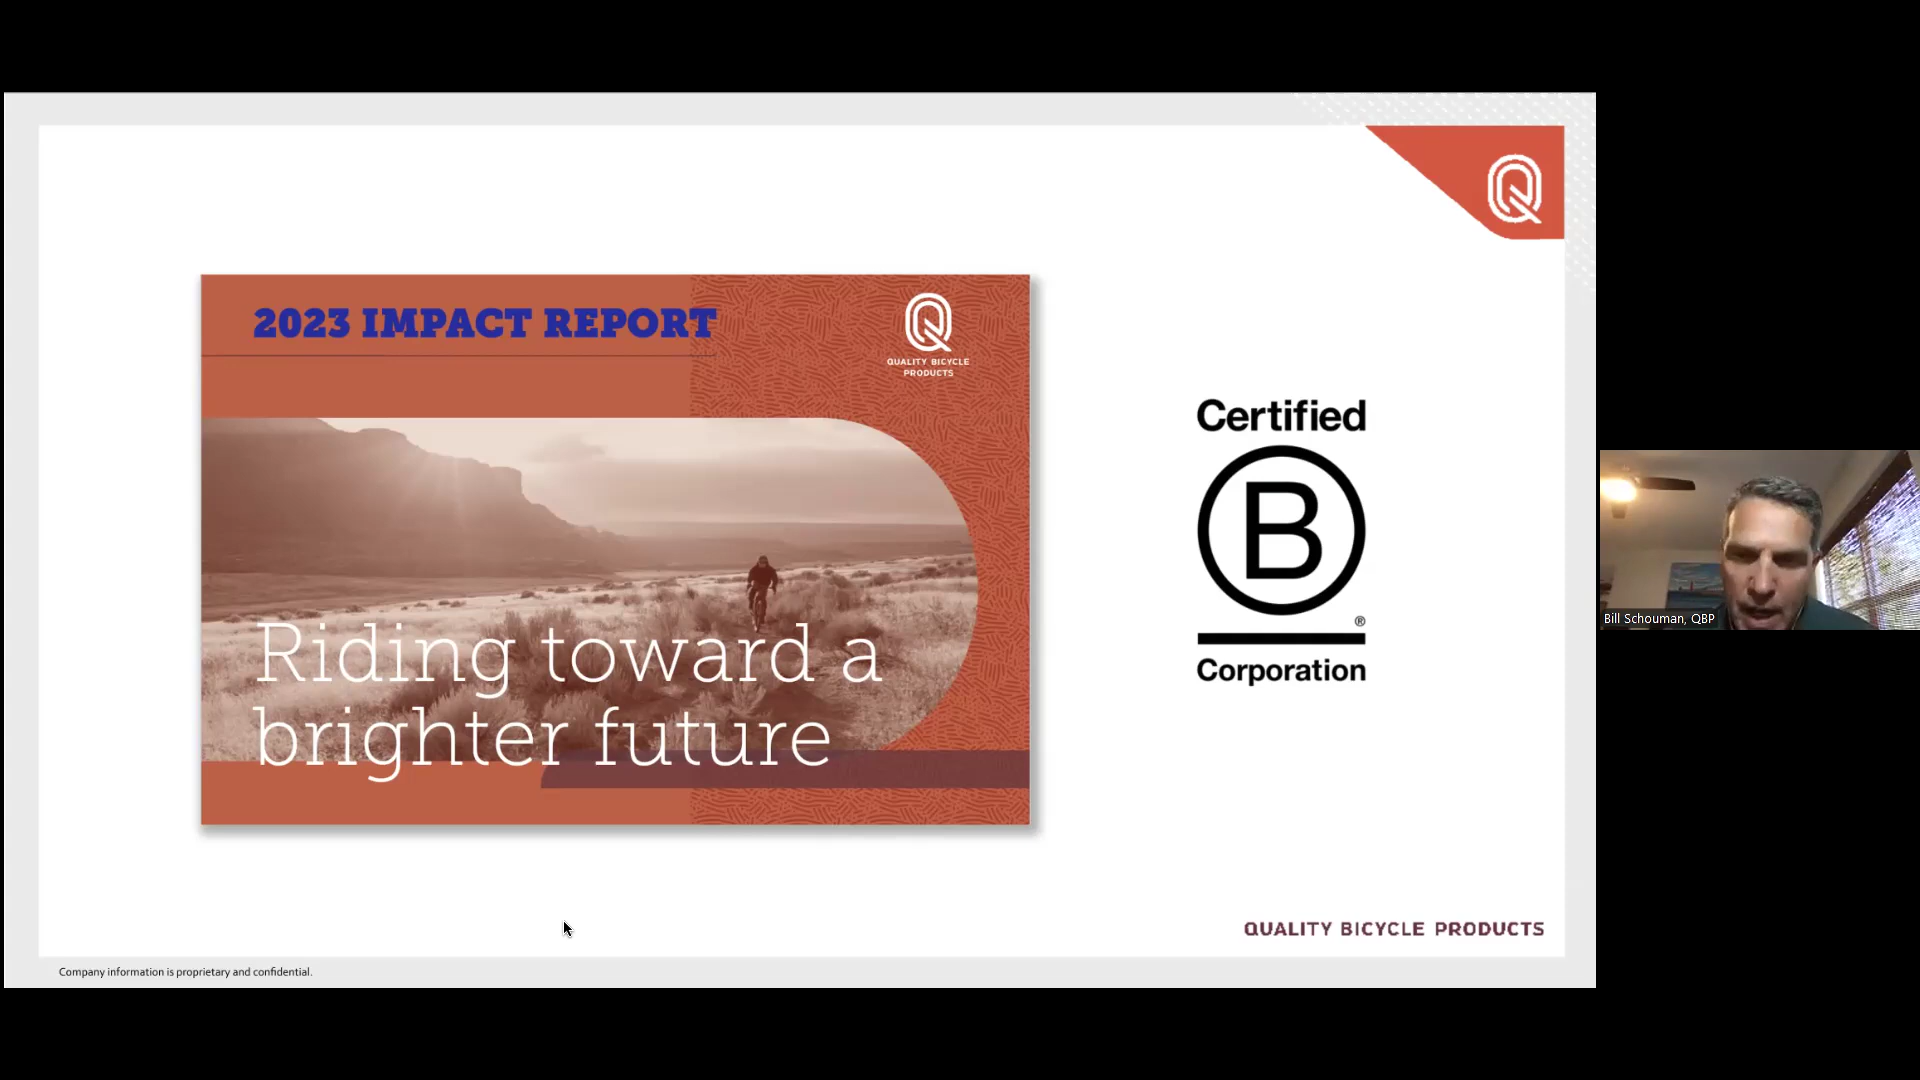 2023 IMPACT REPORT
QUALITY BICYCLE
PRODUCTS
Riding toward a
brighter future
Certified
B
®
Corporation
Bill Schouman, QBP
QUALITY BICYCLE PRODUCTS
Company information is proprietary and confidential.